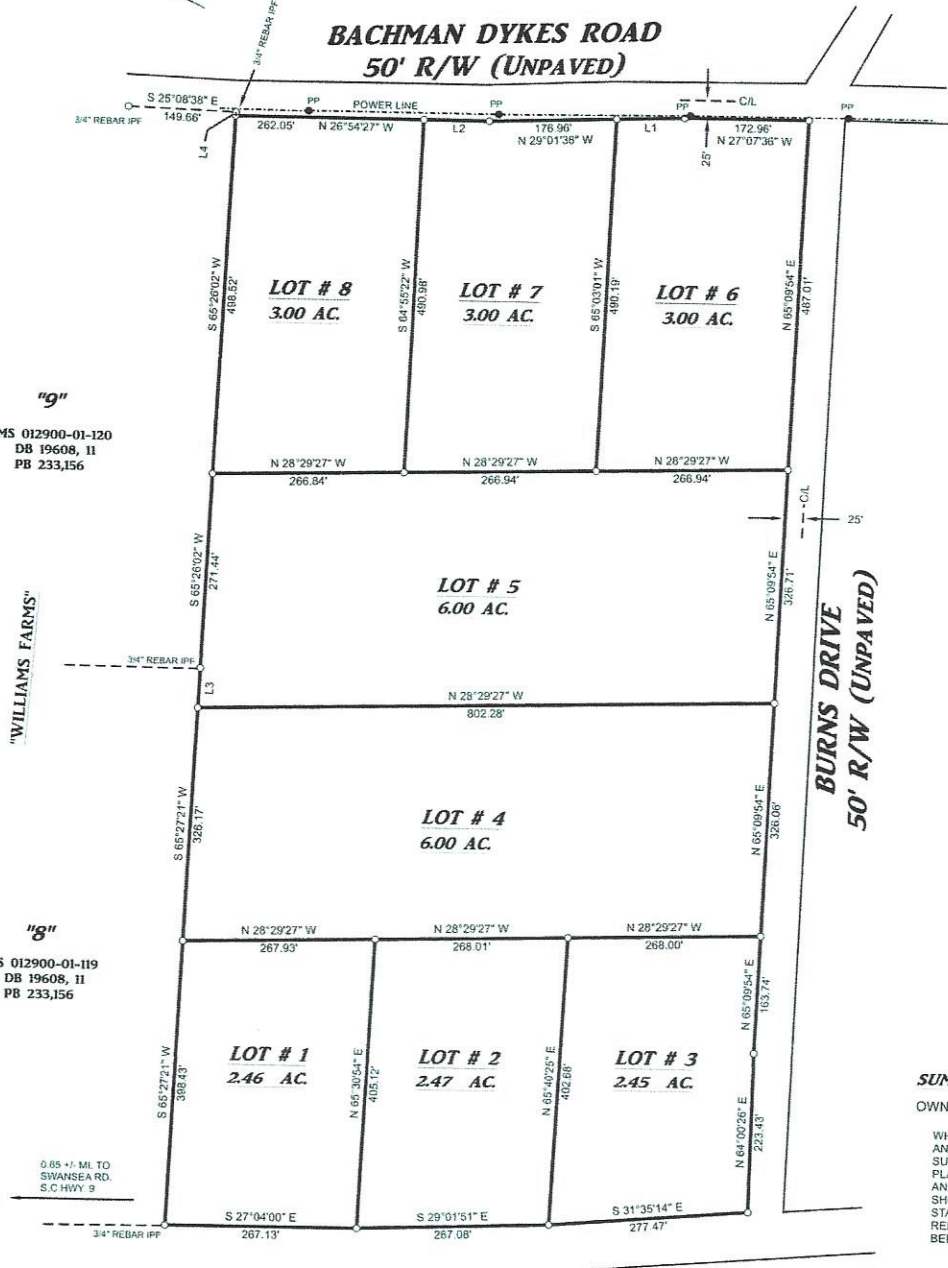 3/4" REBAR IPF
BACHMAN DYKES ROAD
50' R/W (UNPAVED)
S 25°08'38" E
149.66'
3/4" REBAR IPF
PP
POWER LINE
PP
PP
C/L
PP
L4
262.05'
N 26°54'27" W
L2
176.96'
N 29°01'35" W
L1
25'
172.96'
N 27°07'36" W
S 65°26'02" W
498.52'
LOT # 8
3.00 AC.
S 64°55'22" W
490.98'
LOT # 7
3.00 AC.
S 65°03'01" W
490.19'
LOT # 6
3.00 AC.
N 65°09'54" E
487.01'
"9"
MS 012900-01-120
DB 19608, 11
PB 233,156
N 28°29'27" W
266.84'
N 28°29'27" W
266.94'
N 28°29'27" W
266.94'
C/L
25'
S 65°26'02" W
271.44'
LOT # 5
6.00 AC.
N 65°09'54" E
326.71'
"WILLIAMS FARMS"
3/4" REBAR IPF
L3
N 28°29'27" W
802.28'
BURNS DRIVE
50' R/W (UNPAVED)
S 65°27'21" W
326.17'
LOT # 4
6.00 AC.
N 65°09'54" E
326.06'
"8"
S 012900-01-119
DB 19608, 11
PB 233,156
N 28°29'27" W
267.93'
N 28°29'27" W
268.01'
N 28°29'27" W
268.00'
N 65°09'54" E
163.74'
S 65°27'21" W
398.43'
LOT # 1
2.46 AC.
N 65°30'54" E
405.12'
LOT # 2
2.47 AC.
N 65°40'25" E
402.68'
LOT # 3
2.45 AC.
N 64°00'26" E
223.43'
0.65 +/- MI. TO
SWANSEA RD.
S.C HWY 9
3/4" REBAR IPF
S 27°04'00" E
267.13'
S 29°01'51" E
267.08'
S 31°35'14" E
277.47'
SUN
OWN
WH
AN
SU
PL
AN
SH
STA
RE
BE